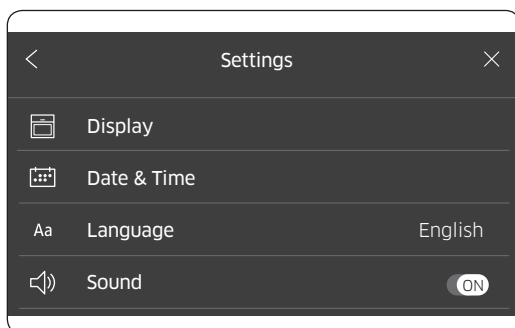 Settings
Display
Date & Time
Aa Language English
Sound ON